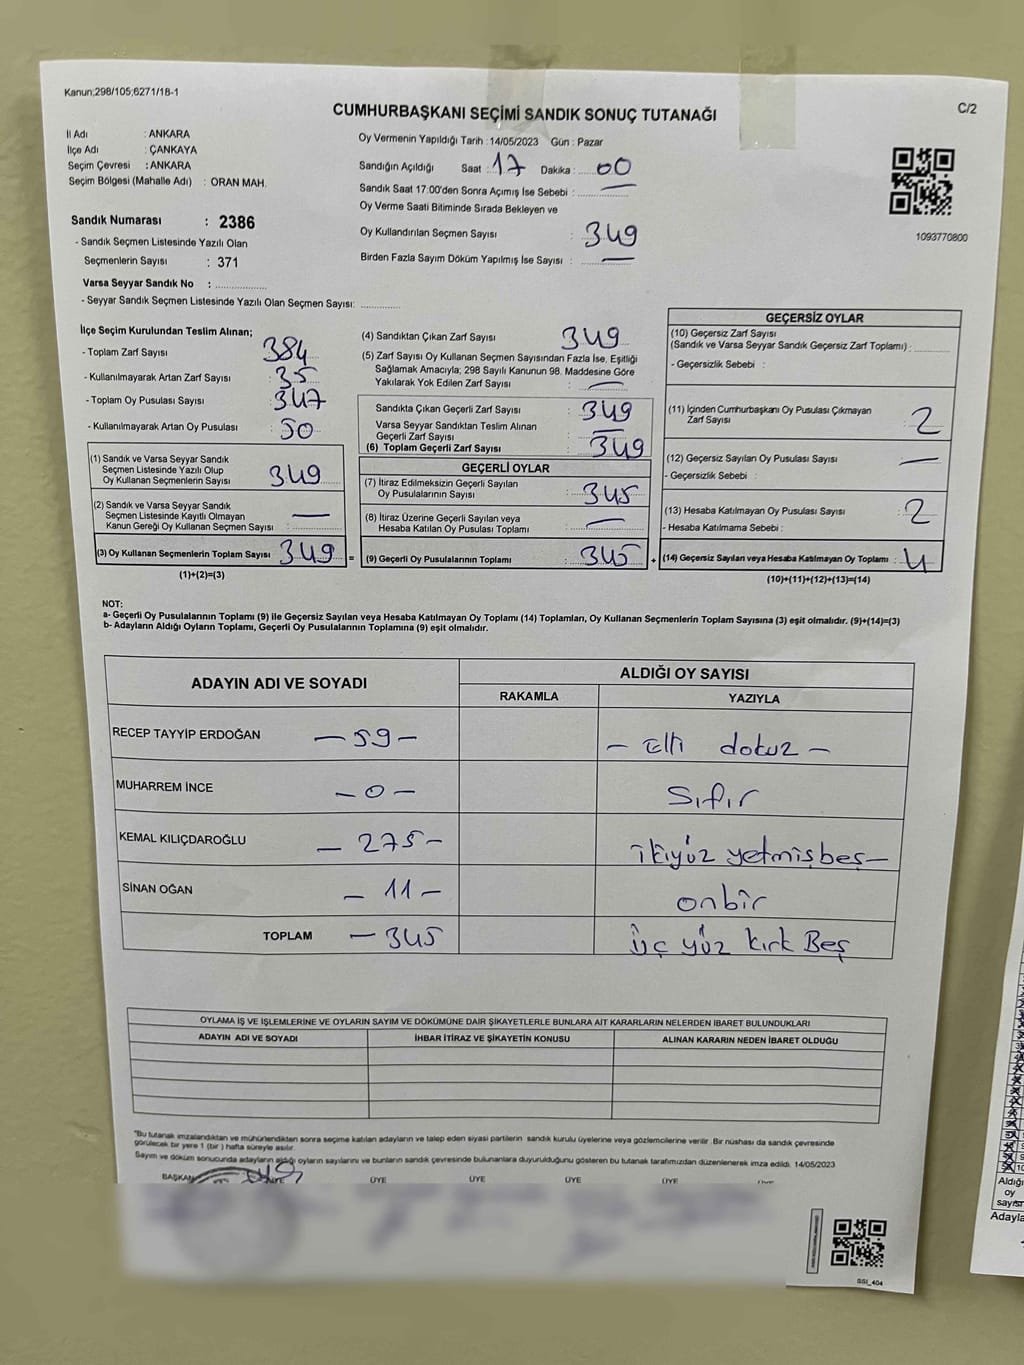 Kanun;298/105;6271/18-1
C/2
CUMHURBAŞKANI SEÇİMİ SANDIK SONUÇ TUTANAĞI
İl Adı : ANKARA
İlçe Adı : ÇANKAYA
Seçim Çevresi : ANKARA
Seçim Bölgesi (Mahalle Adı) : ORAN MAH.
Oy Vermenin Yapıldığı Tarih : 14/05/2023 Gün : Pazar
Sandığın Açıldığı Saat : 17 Dakika : 00
Sandık Saat 17:00'den Sonra Açımış İse Sebebi : —
Oy Verme Saati Bitiminde Sırada Bekleyen ve
Oy Kullandırılan Seçmen Sayısı : 349
Birden Fazla Sayım Döküm Yapılmış İse Sayısı : —
1093770800
Sandık Numarası : 2386
- Sandık Seçmen Listesinde Yazılı Olan
Seçmenlerin Sayısı : 371
Varsa Seyyar Sandık No : ................
- Seyyar Sandık Seçmen Listesinde Yazılı Olan Seçmen Sayısı: ............
İlçe Seçim Kurulundan Teslim Alınan;
- Toplam Zarf Sayısı 384
- Kullanılmayarak Artan Zarf Sayısı : 35
- Toplam Oy Pusulası Sayısı : 347
- Kullanılmayarak Artan Oy Pusulası : 50
(1) Sandık ve Varsa Seyyar Sandık
Seçmen Listesinde Yazılı Olup
Oy Kullanan Seçmenlerin Sayısı : 349
(2) Sandık ve Varsa Seyyar Sandık
Seçmen Listesinde Kayıtlı Olmayan
Kanun Gereği Oy Kullanan Seçmen Sayısı : —
(3) Oy Kullanan Seçmenlerin Toplam Sayısı : 349 =
(1)+(2)=(3)
(4) Sandıktan Çıkan Zarf Sayısı 349
(5) Zarf Sayısı Oy Kullanan Seçmen Sayısından Fazla İse, Eşitliği
Sağlamak Amacıyla; 298 Sayılı Kanunun 98. Maddesine Göre
Yakılarak Yok Edilen Zarf Sayısı : —
Sandıkta Çıkan Geçerli Zarf Sayısı : 349
Varsa Seyyar Sandıktan Teslim Alınan
Geçerli Zarf Sayısı : —
(6) Toplam Geçerli Zarf Sayısı : 349
GEÇERLİ OYLAR
(7) İtiraz Edilmeksizin Geçerli Sayılan
Oy Pusulalarının Sayısı : 345
(8) İtiraz Üzerine Geçerli Sayılan veya
Hesaba Katılan Oy Pusulaları Toplamı : —
(9) Geçerli Oy Pusulalarının Toplamı : 345 +
GEÇERSİZ OYLAR
(10) Geçersiz Zarf Sayısı
(Sandık ve Varsa Seyyar Sandık Geçersiz Zarf Toplamı) : ............
- Geçersizlik Sebebi :
(11) İçinden Cumhurbaşkanı Oy Pusulası Çıkmayan
Zarf Sayısı : 2
(12) Geçersiz Sayılan Oy Pusulası Sayısı : —
- Geçersizlik Sebebi :
(13) Hesaba Katılmayan Oy Pusulası Sayısı : 2
- Hesaba Katılmama Sebebi :
(14) Geçersiz Sayılan veya Hesaba Katılmayan Oy Toplamı : 4
(10)+(11)+(12)+(13)=(14)
NOT:
a- Geçerli Oy Pusulalarının Toplamı (9) ile Geçersiz Sayılan veya Hesaba Katılmayan Oy Toplamı (14) Toplamları, Oy Kullanan Seçmenlerin Toplam Sayısına (3) eşit olmalıdır. (9)+(14)=(3)
b- Adayların Aldığı Oyların Toplamı, Geçerli Oy Pusulalarının Toplamına (9) eşit olmalıdır.
ADAYIN ADI VE SOYADI
ALDIĞI OY SAYISI
RAKAMLA YAZIYLA
RECEP TAYYİP ERDOĞAN — 59 — — Elli dokuz —
MUHARREM İNCE — 0 — Sıfır
KEMAL KILIÇDAROĞLU — 275 — ikiyüz yetmişbeş —
SİNAN OĞAN — 11 — onbir
TOPLAM — 345 üç yüz kırk Beş
OYLAMA İŞ VE İŞLEMLERİNE VE OYLARIN SAYIM VE DÖKÜMÜNE DAİR ŞİKAYETLERLE BUNLARA AİT KARARLARIN NELERDEN İBARET BULUNDUKLARI
ADAYIN ADI VE SOYADI İHBAR İTİRAZ VE ŞİKAYETİN KONUSU ALINAN KARARIN NEDEN İBARET OLDUĞU
"Bu tutanak imzalandıktan ve mühürlendikten sonra seçime katılan adayların ve talep eden siyasi partilerin sandık kurulu üyelerine veya gözlemcilerine verilir. Bir nüshası da sandık çevresinde
görülecek bir yere 1 (bir) hafta süreyle asılır.
Sayım ve döküm sonucunda adayların aldığı oyların sayılarını ve bunların sandık çevresinde bulunanlara duyurulduğunu gösteren bu tutanak tarafımızdan düzenlenerek imza edildi. 14/05/2023
BAŞKAN ÜYE ÜYE ÜYE ÜYE ÜYE
SSI_404
Aldığı
oy
sayısı
Adayla